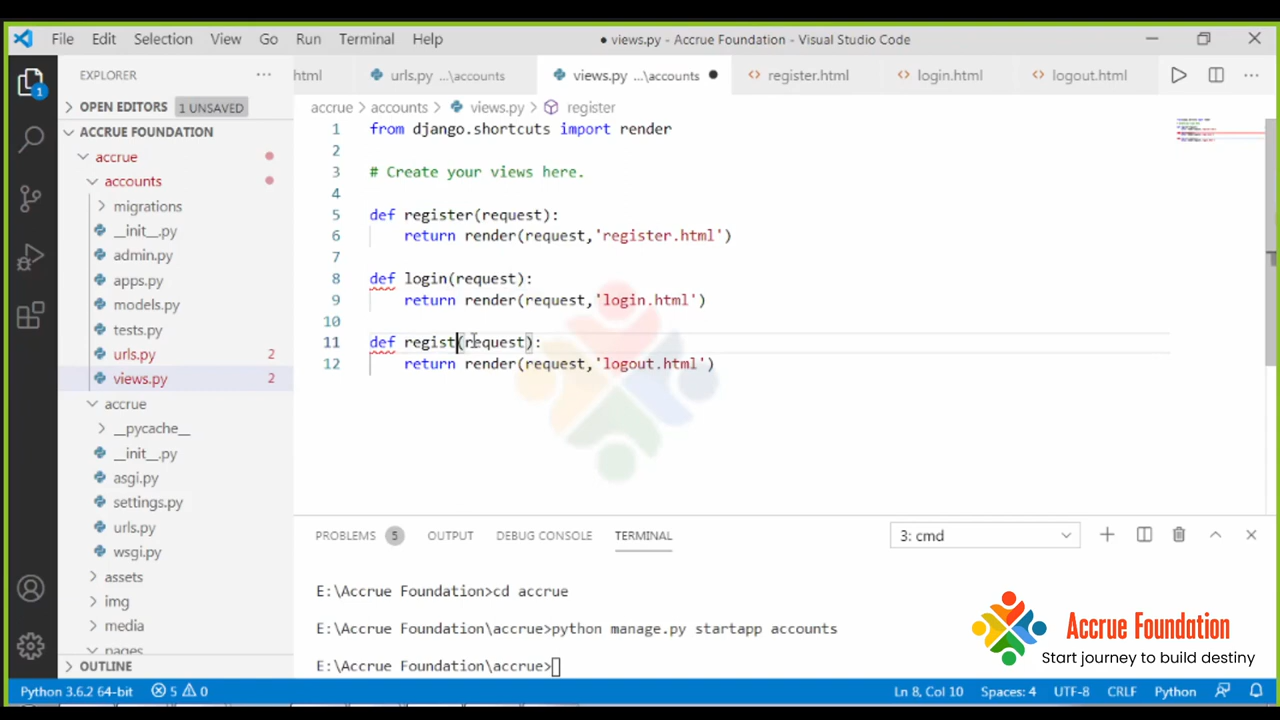 File Edit Selection View Go Run Terminal Help
● views.py - Accrue Foundation - Visual Studio Code
EXPLORER
html urls.py ...\accounts views.py ...\accounts register.html login.html logout.html
OPEN EDITORS 1 UNSAVED
accrue > accounts > views.py > register
ACCRUE FOUNDATION
accrue
accounts
migrations
__init__.py
admin.py
apps.py
models.py
tests.py
urls.py 2
views.py 2
accrue
__pycache__
__init__.py
asgi.py
settings.py
urls.py
wsgi.py
assets
img
media
pages
OUTLINE
1 from django.shortcuts import render
2
3 # Create your views here.
4
5 def register(request):
6 return render(request,'register.html')
7
8 def login(request):
9 return render(request,'login.html')
10
11 def regist(request):
12 return render(request,'logout.html')
PROBLEMS 5 OUTPUT DEBUG CONSOLE TERMINAL 3: cmd
E:\Accrue Foundation>cd accrue
E:\Accrue Foundation\accrue>python manage.py startapp accounts
E:\Accrue Foundation\accrue>
Accrue Foundation
Start journey to build destiny
Python 3.6.2 64-bit 5 0 Ln 8, Col 10 Spaces: 4 UTF-8 CRLF Python
1